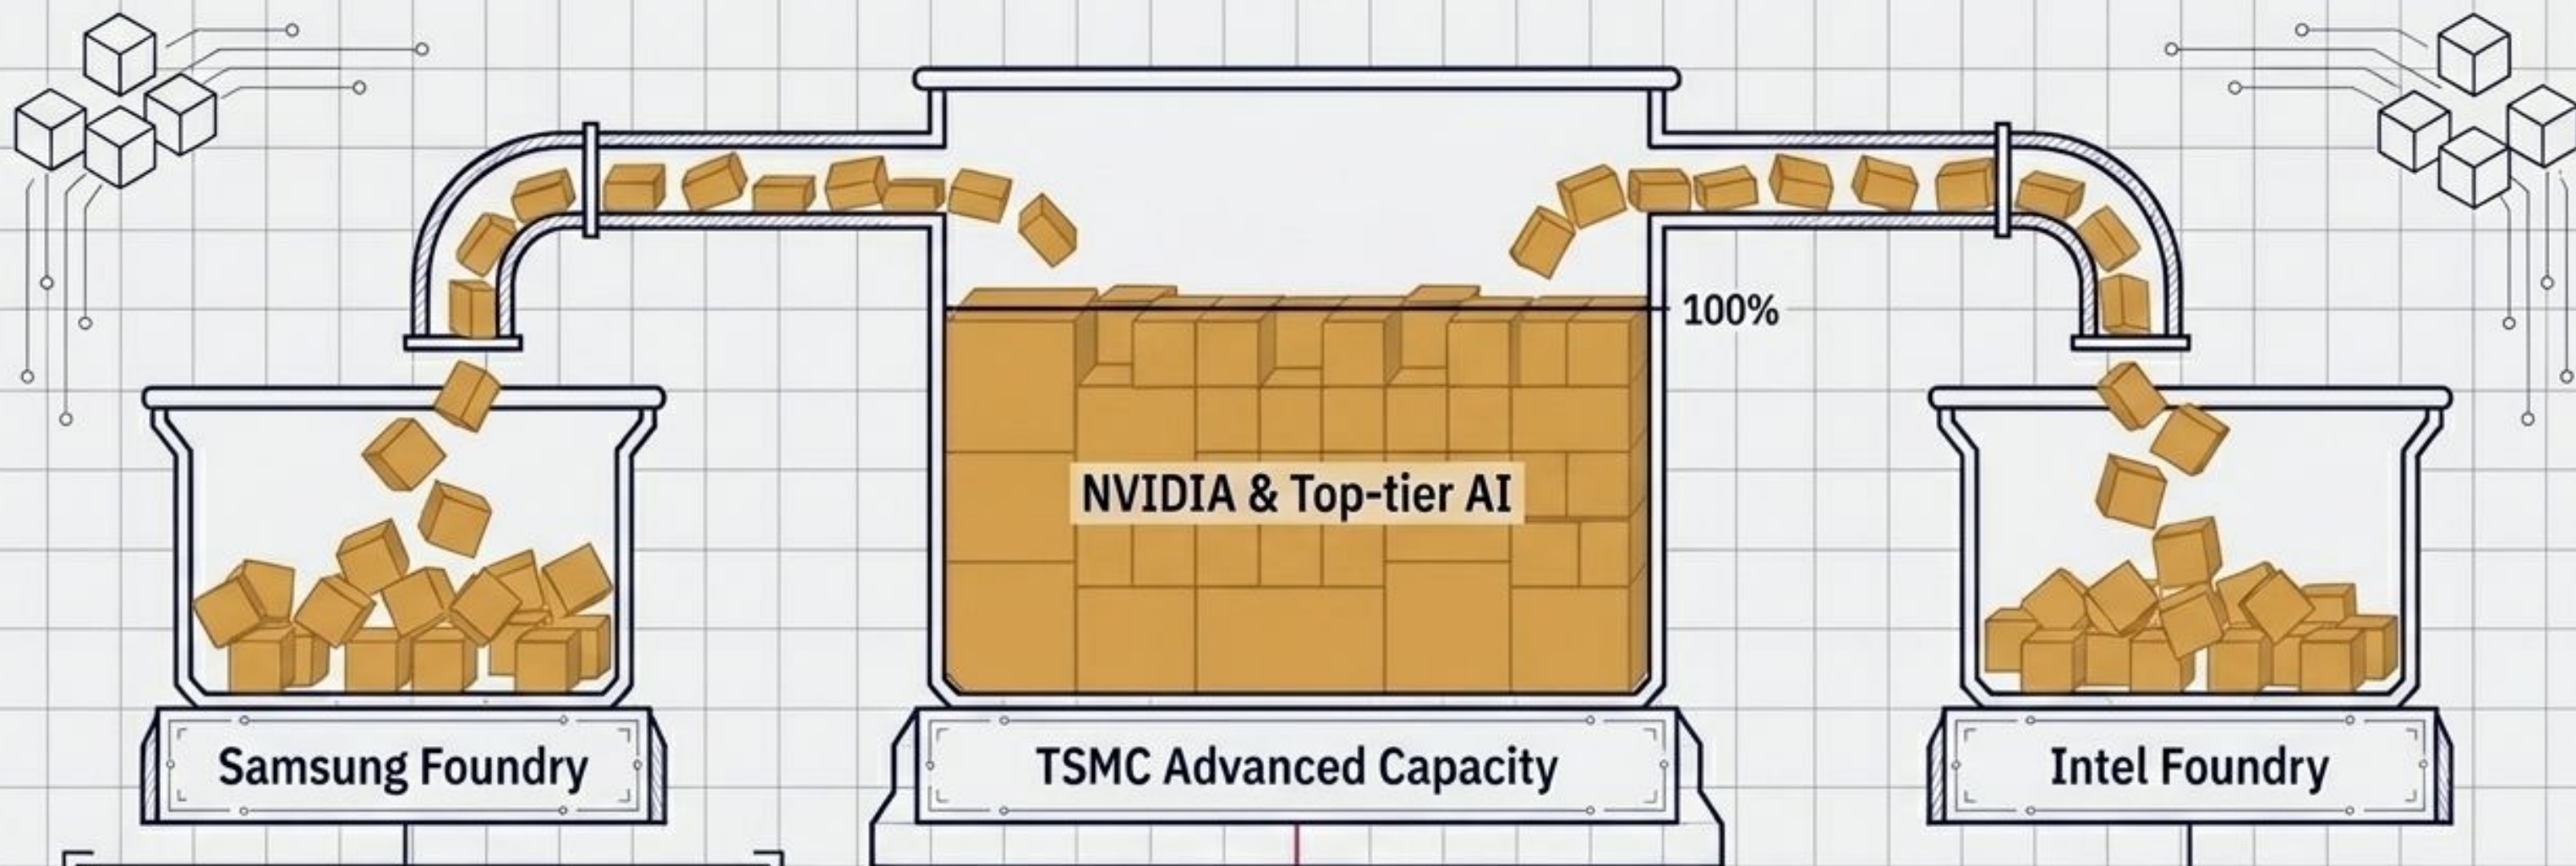 100%
NVIDIA & Top-tier AI
Samsung Foundry
TSMC Advanced Capacity
Intel Foundry